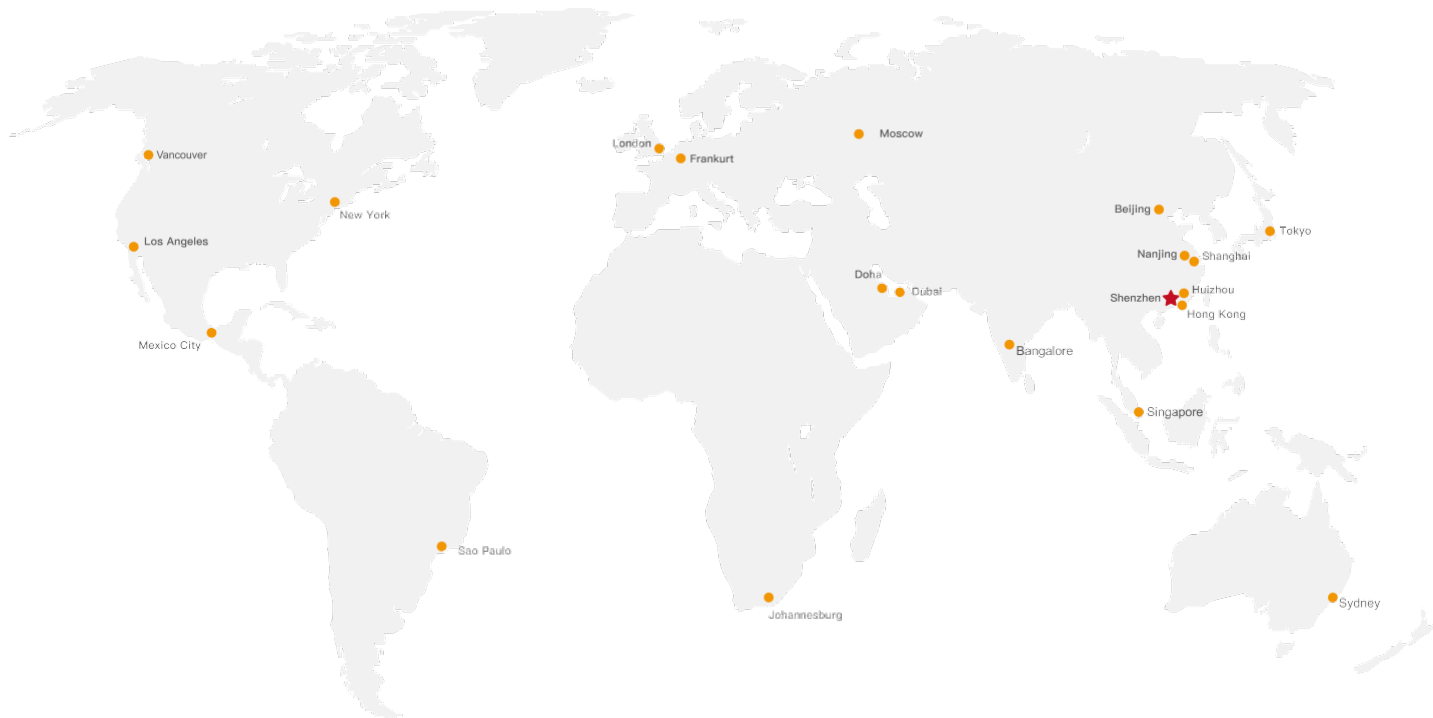 Moscow
London
Vancouver
Frankurt
Beijing
New York
Tokyo
Los Angeles
Nanjing
Shanghai
Doha
Dubai
Huizhou
Shenzhen
Hong Kong
Mexico City
Bangalore
Singapore
Sao Paulo
Sydney
Johannesburg